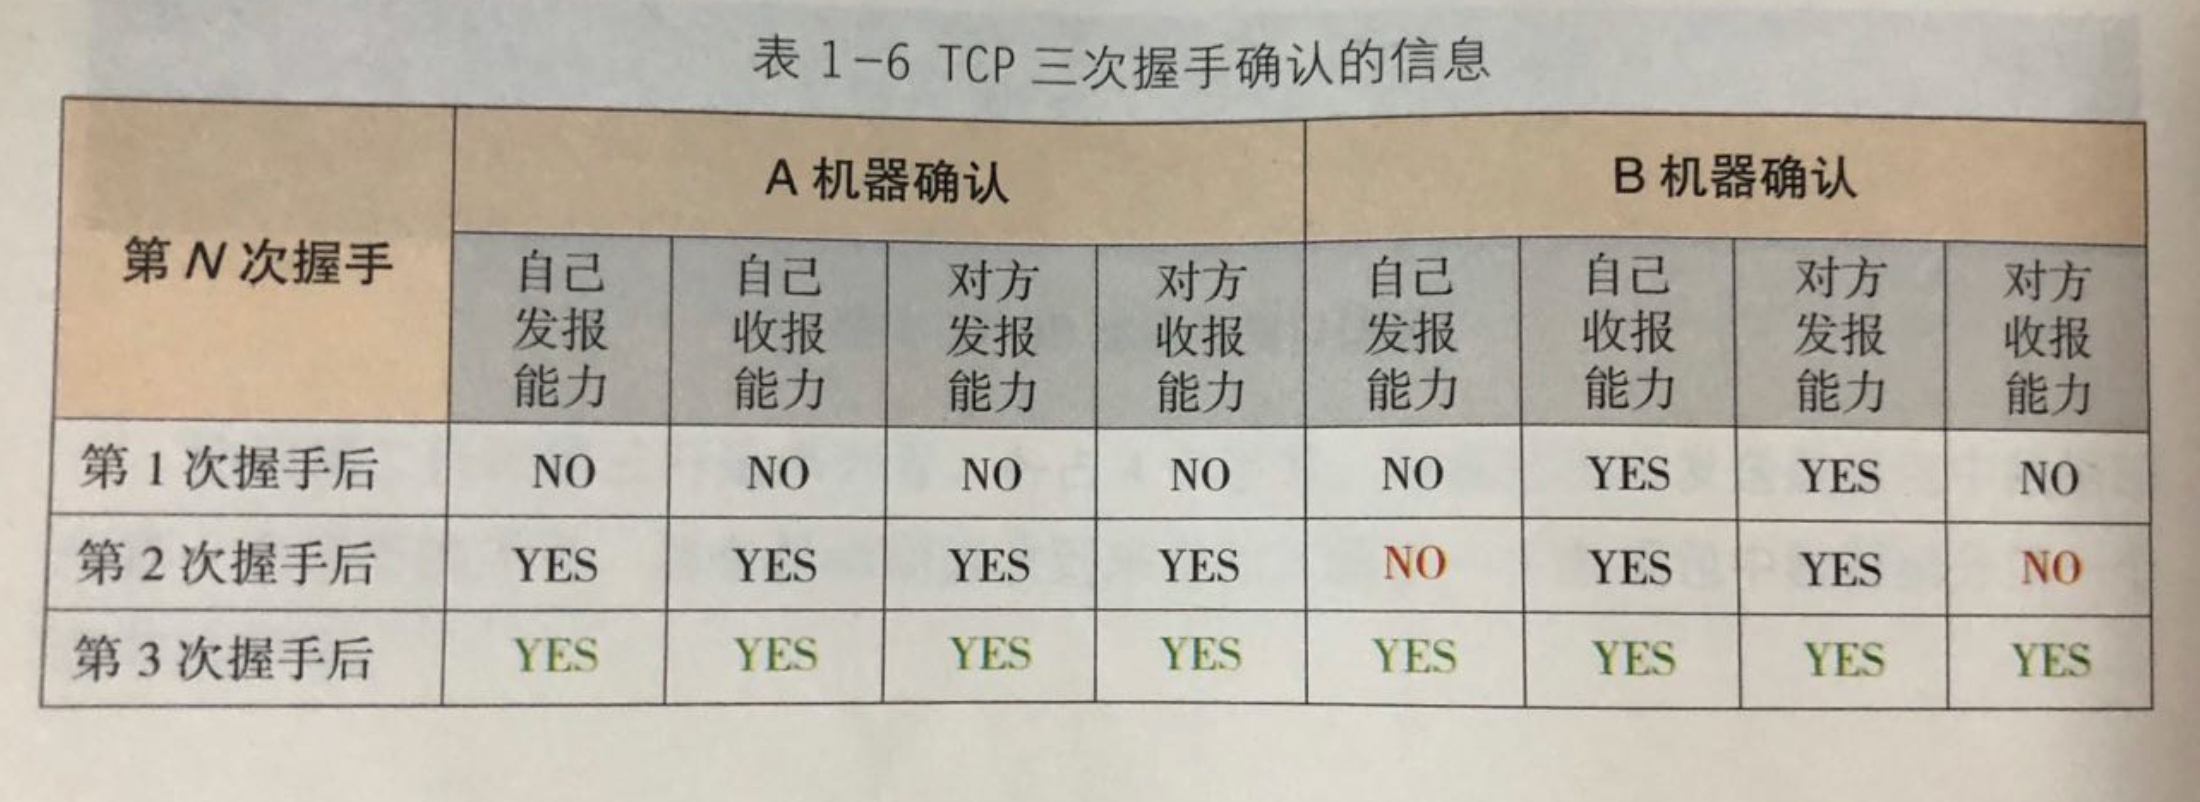 表 1-6 TCP 三次握手确认的信息
第 N 次握手
A 机器确认
B 机器确认
自己发报能力
自己收报能力
对方发报能力
对方收报能力
自己发报能力
自己收报能力
对方发报能力
对方收报能力
第 1 次握手后 NO NO NO NO NO YES YES NO
第 2 次握手后 YES YES YES YES NO YES YES NO
第 3 次握手后 YES YES YES YES YES YES YES YES